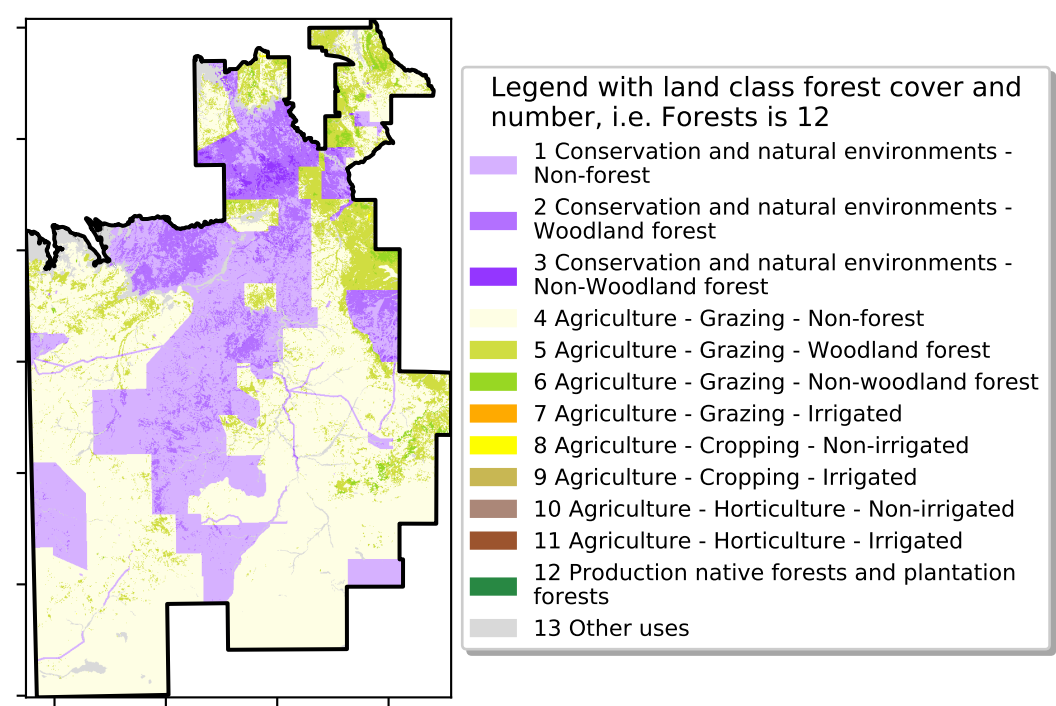 Legend with land class forest cover and
number, i.e. Forests is 12
1 Conservation and natural environments -
Non-forest
2 Conservation and natural environments -
Woodland forest
3 Conservation and natural environments -
Non-Woodland forest
4 Agriculture - Grazing - Non-forest
5 Agriculture - Grazing - Woodland forest
6 Agriculture - Grazing - Non-woodland forest
7 Agriculture - Grazing - Irrigated
8 Agriculture - Cropping - Non-irrigated
9 Agriculture - Cropping - Irrigated
10 Agriculture - Horticulture - Non-irrigated
11 Agriculture - Horticulture - Irrigated
12 Production native forests and plantation
forests
13 Other uses